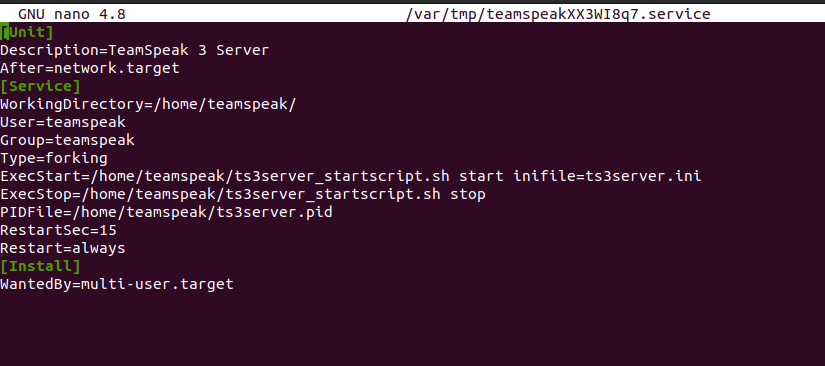 GNU nano 4.8 /var/tmp/teamspeakXX3WI8q7.service
[Unit]
Description=TeamSpeak 3 Server
After=network.target
[Service]
WorkingDirectory=/home/teamspeak/
User=teamspeak
Group=teamspeak
Type=forking
ExecStart=/home/teamspeak/ts3server_startscript.sh start inifile=ts3server.ini
ExecStop=/home/teamspeak/ts3server_startscript.sh stop
PIDFile=/home/teamspeak/ts3server.pid
RestartSec=15
Restart=always
[Install]
WantedBy=multi-user.target